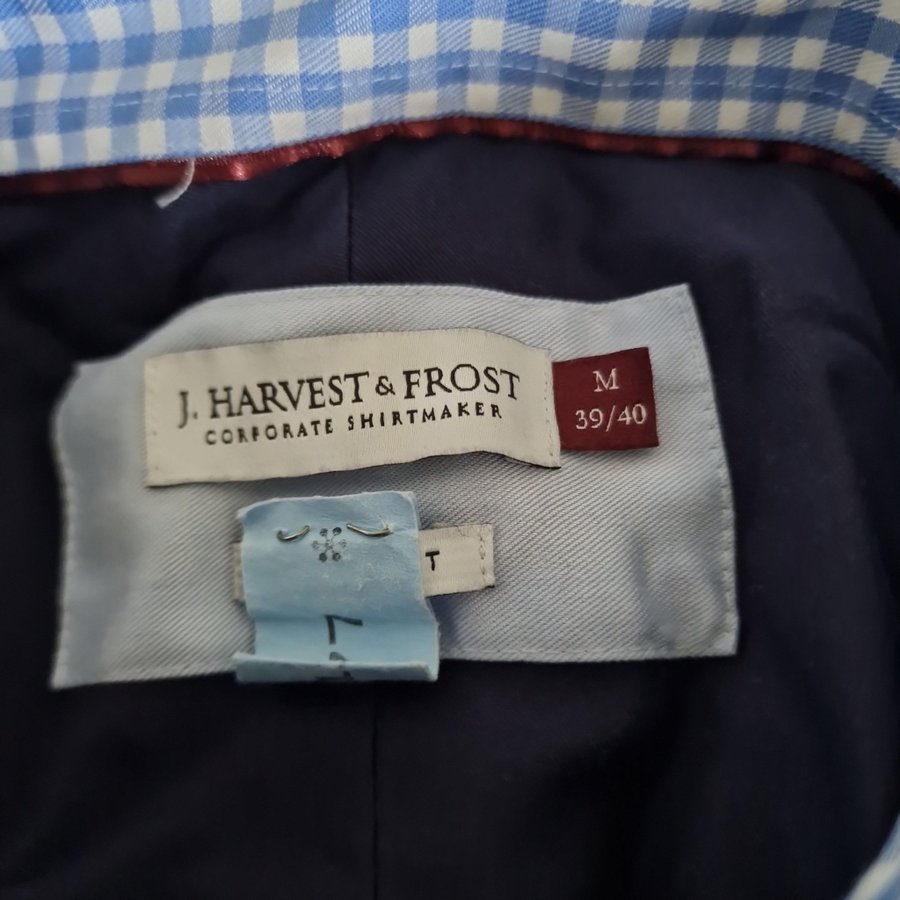 J. HARVEST & FROST
CORPORATE SHIRTMAKER
M
39/40
T